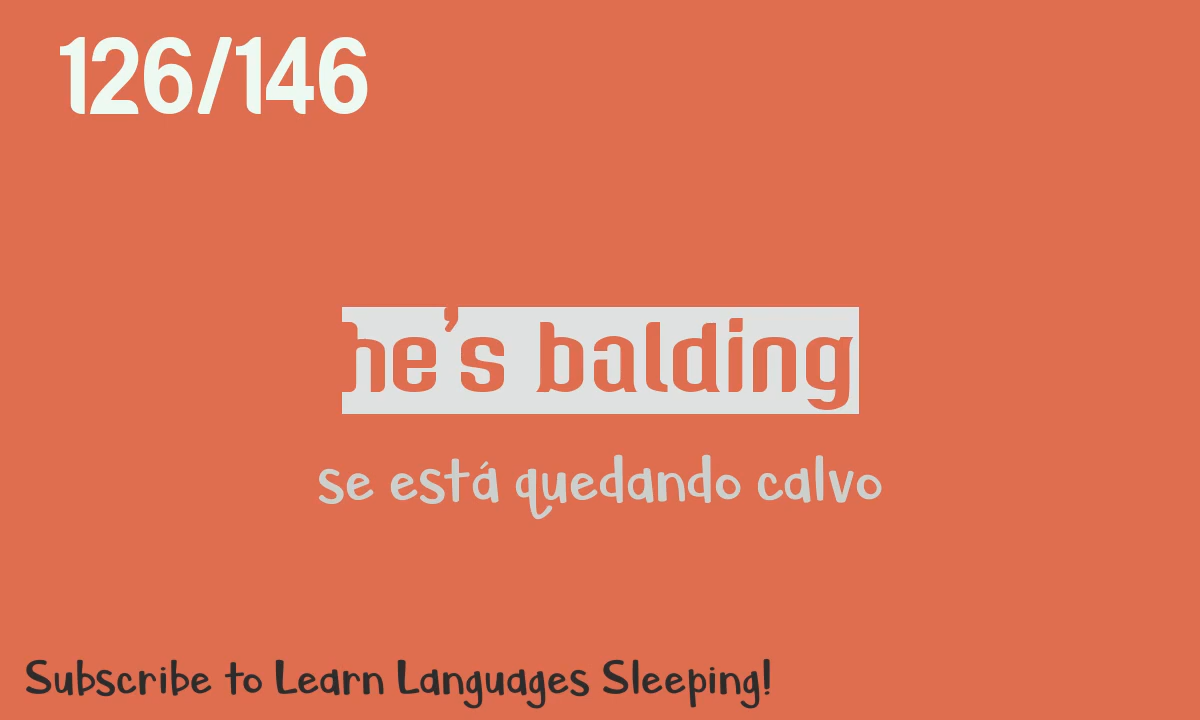 126/146
he's balding
se está quedando calvo
Subscribe to Learn Languages Sleeping!